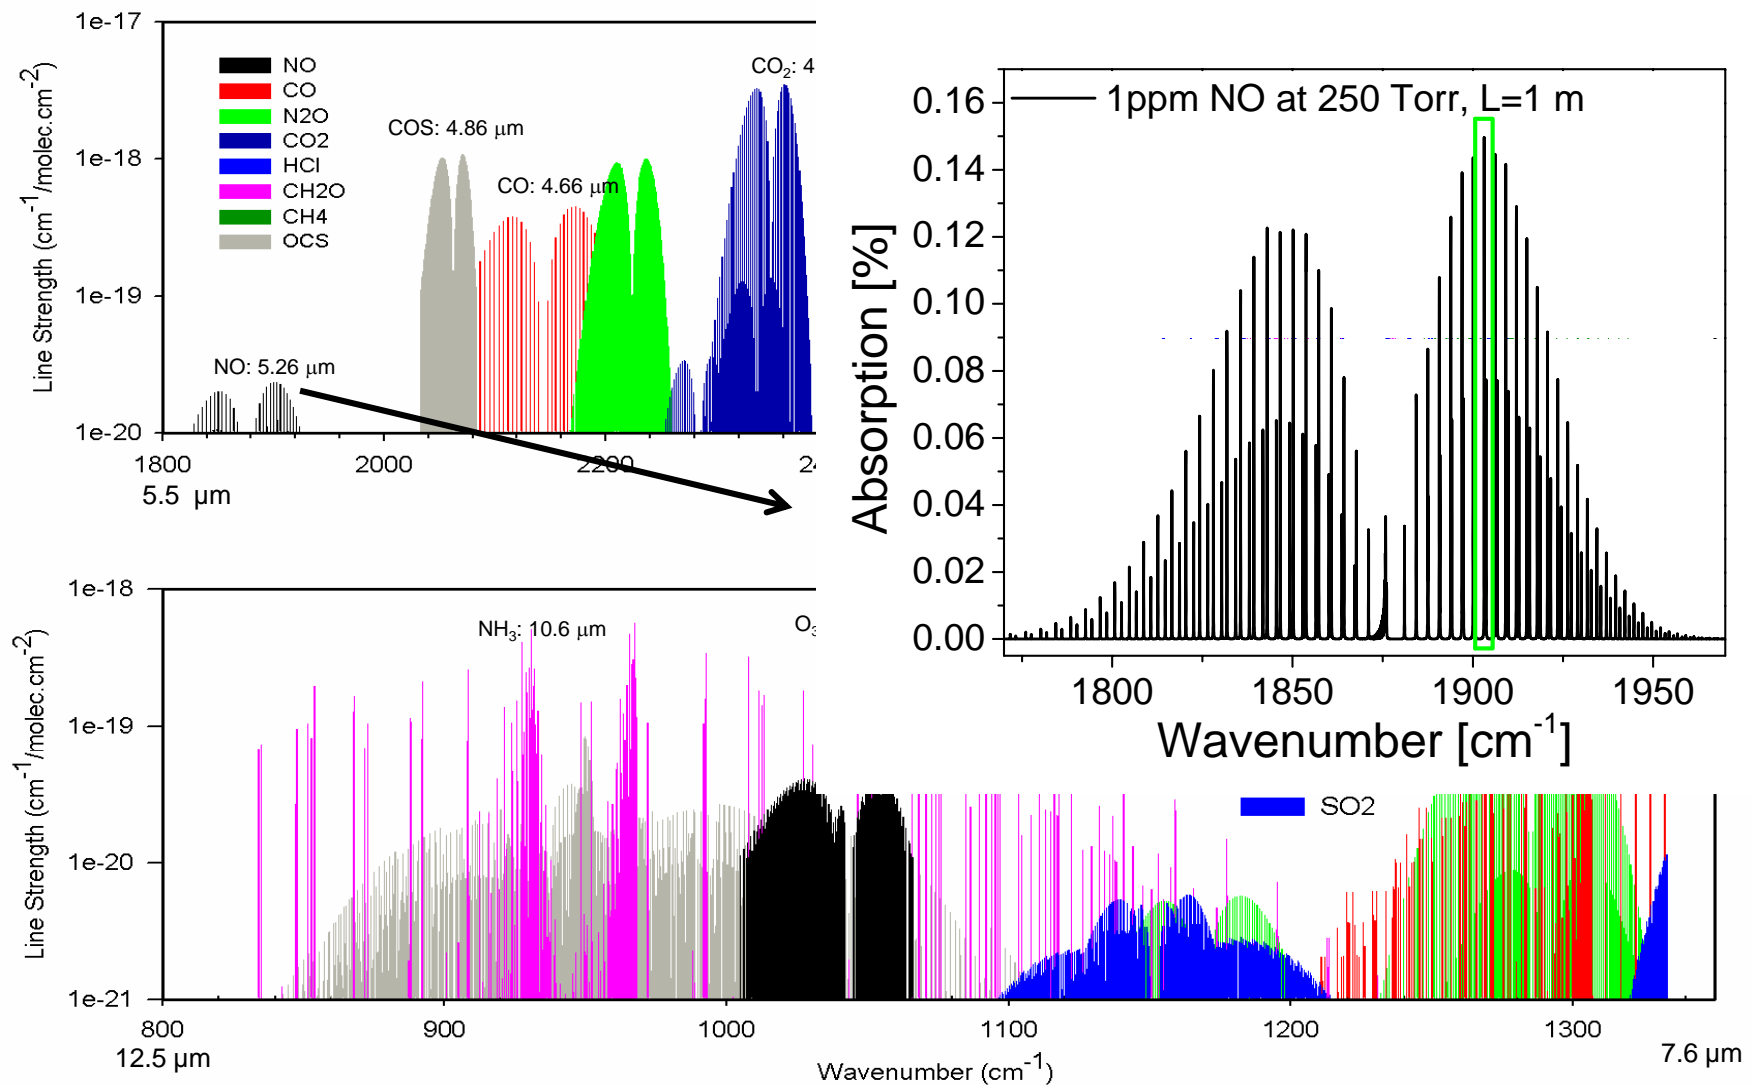 1e-17
1e-18
1e-19
1e-20
Line Strength (cm-1/molec.cm-2)
NO
CO
N2O
CO2
HCl
CH2O
CH4
OCS
COS: 4.86 µm
CO: 4.66 µm
CO2: 4
NO: 5.26 µm
1800
2000
2200
24
5.5 µm
1ppm NO at 250 Torr, L=1 m
0.16
0.14
0.12
0.10
0.08
0.06
0.04
0.02
0.00
Absorption [%]
1800
1850
1900
1950
Wavenumber [cm-1]
1e-18
1e-19
1e-20
1e-21
Line Strength (cm-1/molec.cm-2)
NH3: 10.6 µm
O3
SO2
800
900
1000
1100
1200
1300
12.5 µm
7.6 µm
Wavenumber (cm-1)